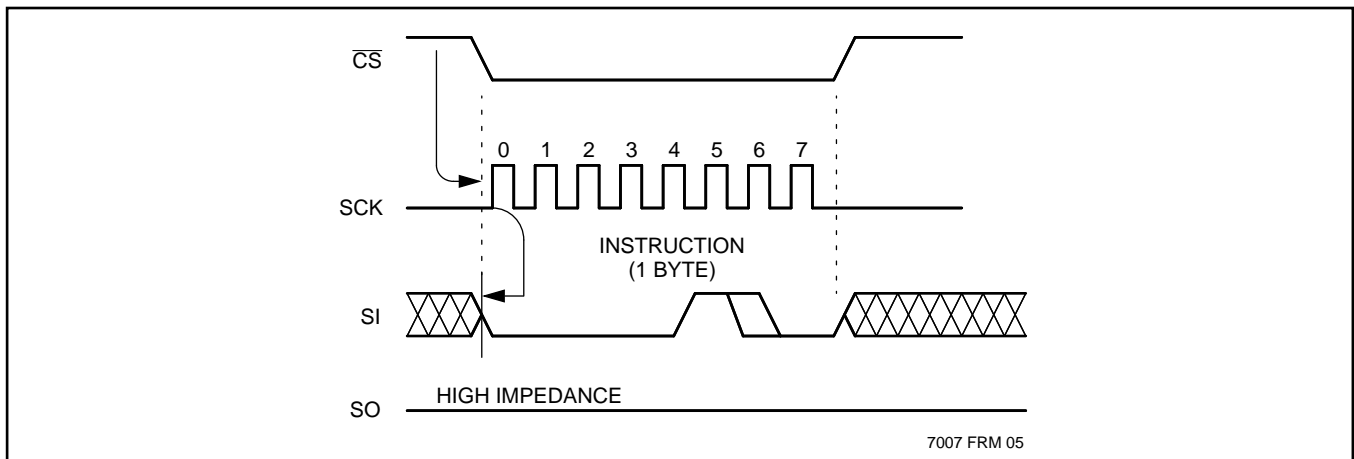 CS
0 1 2 3 4 5 6 7
SCK
INSTRUCTION
(1 BYTE)
SI
HIGH IMPEDANCE
SO
7007 FRM 05